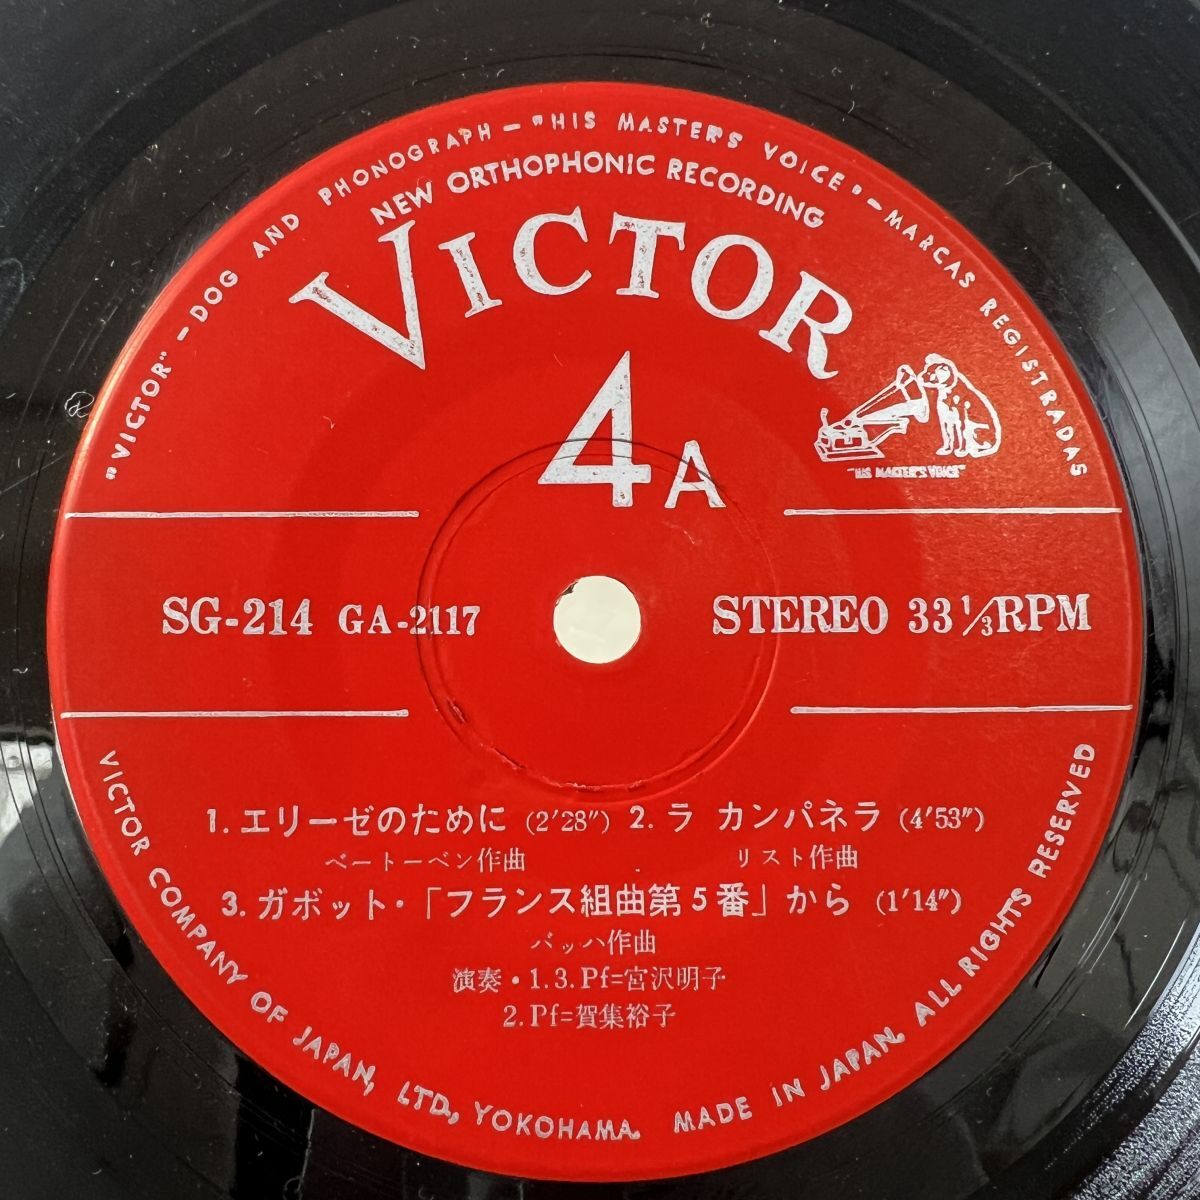 "VICTOR" – DOG AND PHONOGRAPH – "HIS MASTER'S VOICE" – MARCAS REGISTRADAS
NEW ORTHOPHONIC RECORDING
VICTOR
4A
"HIS MASTER'S VOICE"
SG-214 GA-2117
STEREO 33 1/3 RPM
1. エリーゼのために (2'28") 2. ラ カンパネラ (4'53")
ベートーベン作曲 リスト作曲
3. ガボット・「フランス組曲第5番」から (1'14")
バッハ作曲
演奏・1.3. Pf=宮沢明子
2. Pf=賀集裕子
VICTOR COMPANY OF JAPAN, LTD., YOKOHAMA. MADE IN JAPAN. ALL RIGHTS RESERVED